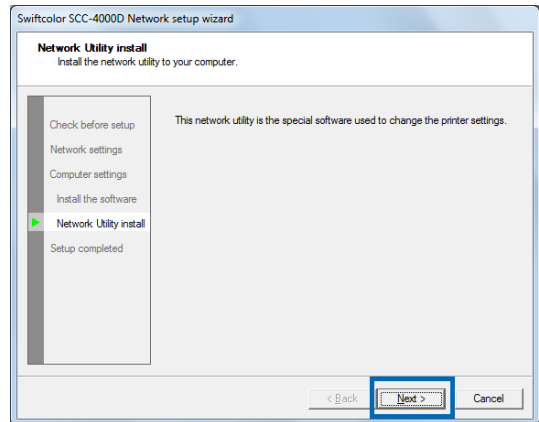 Swiftcolor SCC-4000D Network setup wizard
Network Utility install
Install the network utility to your computer.
Check before setup
This network utility is the special software used to change the printer settings.
Network settings
Computer settings
Install the software
Network Utility install
Setup completed
< Back
Next >
Cancel